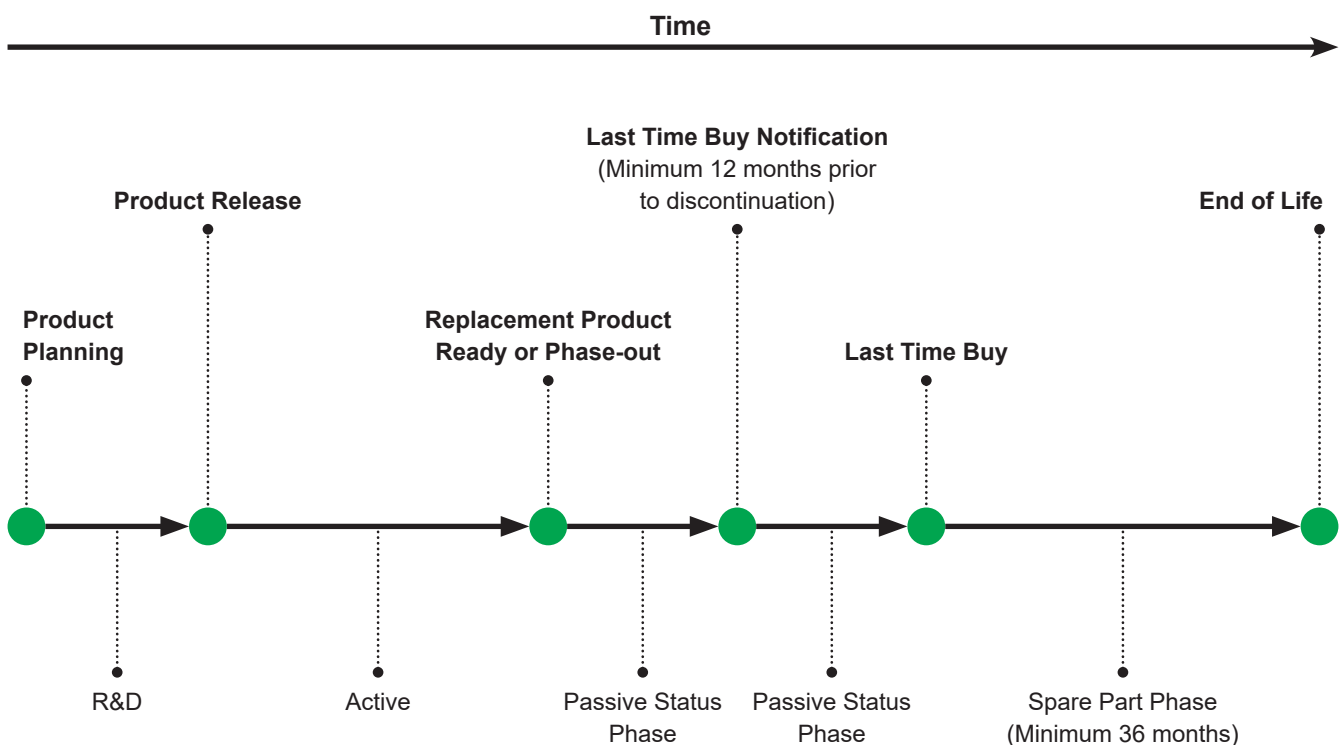 Time
Last Time Buy Notification
(Minimum 12 months prior
to discontinuation)
Product Release
End of Life
Product
Planning
Replacement Product
Ready or Phase-out
Last Time Buy
R&D
Active
Passive Status
Phase
Passive Status
Phase
Spare Part Phase
(Minimum 36 months)